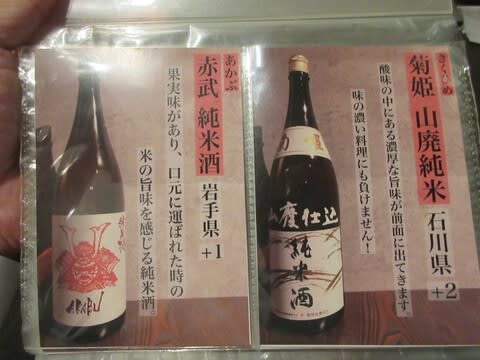 きくひめ
菊姫 山廃純米 石川県 +2
酸味の中にある濃厚な旨味が前面に出てきます。
味の濃い料理にも負けません！
山廃仕込
純米酒
あかぶ
赤武 純米酒 岩手県 +1
果実味があり、口元に運ばれた時の
米の旨味を感じる純米酒。
AKABU